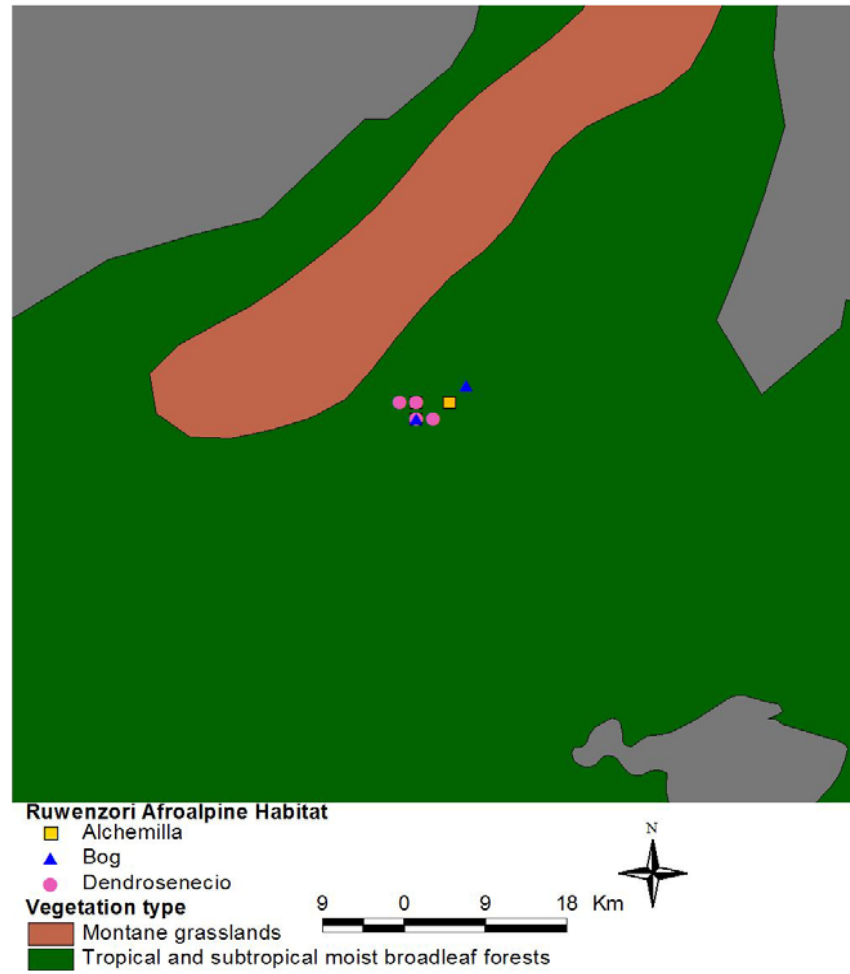 Ruwenzori Afroalpine Habitat
Alchemilla
Bog
Dendrosenecio
Vegetation type
Montane grasslands
Tropical and subtropical moist broadleaf forests
N
9 0 9 18 Km